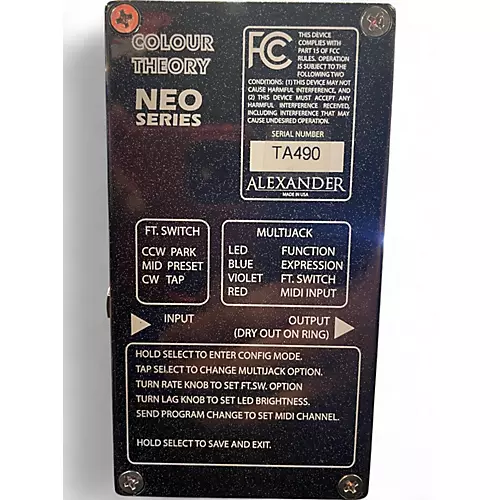 COLOUR
THEORY
NEO
SERIES
FC
THIS DEVICE
COMPLIES WITH
PART 15 OF FCC
RULES. OPERATION
IS SUBJECT TO THE
FOLLOWING TWO
CONDITIONS: (1) THIS DEVICE MAY NOT
CAUSE HARMFUL INTERFERENCE, AND
(2) THIS DEVICE MUST ACCEPT ANY
HARMFUL INTERFERENCE RECEIVED,
INCLUDING INTERFERENCE THAT MAY
CAUSE UNDESIRED OPERATION.
SERIAL NUMBER
TA490
ALEXANDER
MADE IN USA
FT. SWITCH
CCW PARK
MID PRESET
CW TAP
MULTIJACK
LED FUNCTION
BLUE EXPRESSION
VIOLET FT. SWITCH
RED MIDI INPUT
INPUT
OUTPUT
(DRY OUT ON RING)
HOLD SELECT TO ENTER CONFIG MODE.
TAP SELECT TO CHANGE MULTIJACK OPTION.
TURN RATE KNOB TO SET FT.SW. OPTION
TURN LAG KNOB TO SET LED BRIGHTNESS.
SEND PROGRAM CHANGE TO SET MIDI CHANNEL.
HOLD SELECT TO SAVE AND EXIT.